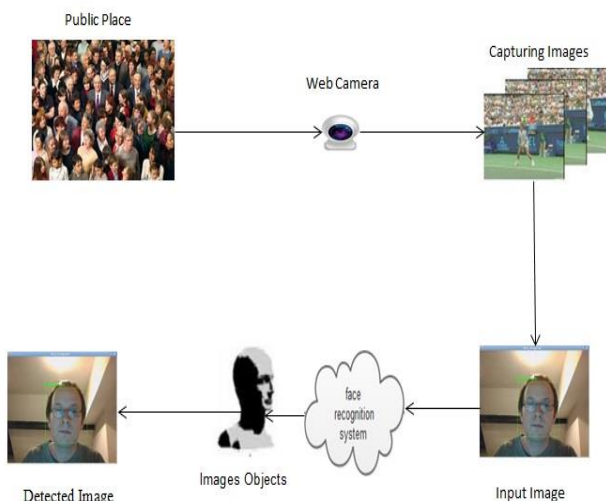 Public Place
Web Camera
Capturing Images
face
recognition
system
Images Objects
Detected Image
Input Image